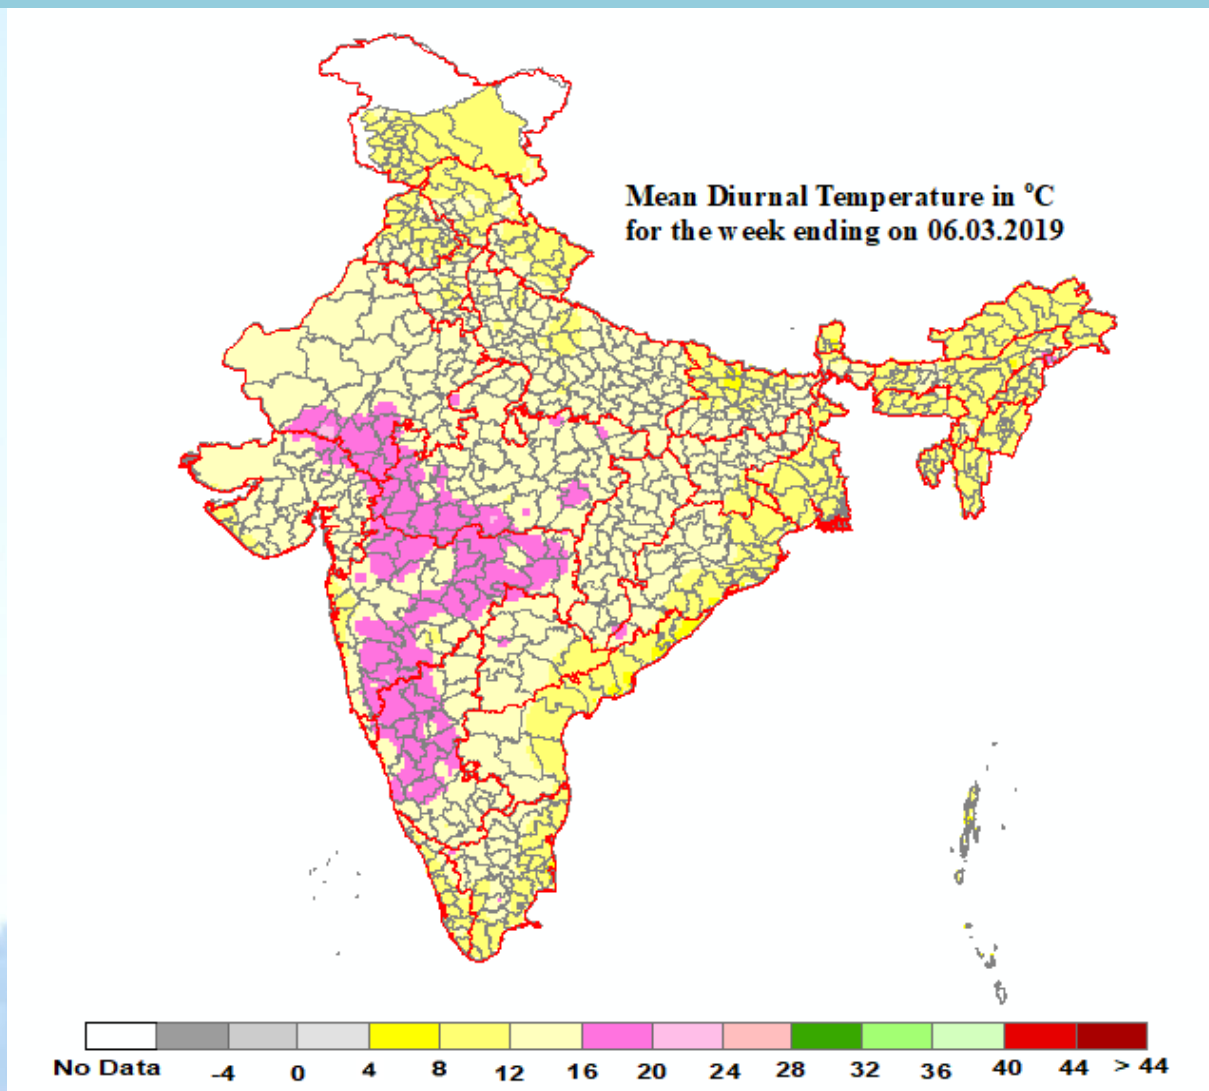 Mean Diurnal Temperature in °C
for the week ending on 06.03.2019
No Data -4 0 4 8 12 16 20 24 28 32 36 40 44 > 44